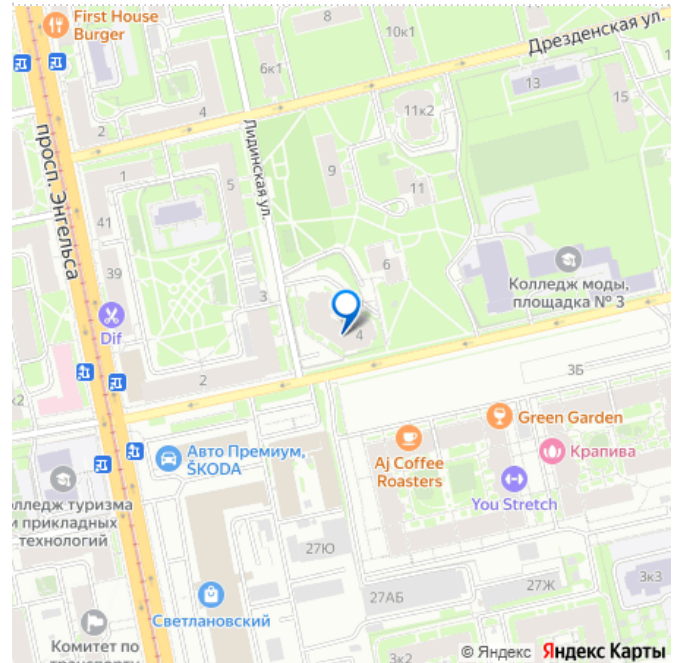 First House
Burger
8
10к1
Дрезденская ул.
6к1
13
15
11к2
4
2
просп. Энгельса
Лидинская ул.
1
5
9
11
41
6
39
Колледж моды,
площадка № 3
3
Dif
4
2
3Б
к2
Green Garden
Авто Премиум,
ŠKODA
Aj Coffee
Roasters
Крапива
You Stretch
олледж туризма
и прикладных
технологий
27Ю
27Ж
3к3
27АБ
Светлановский
Комитет по
транспорту
3к2
© Яндекс Яндекс Карты